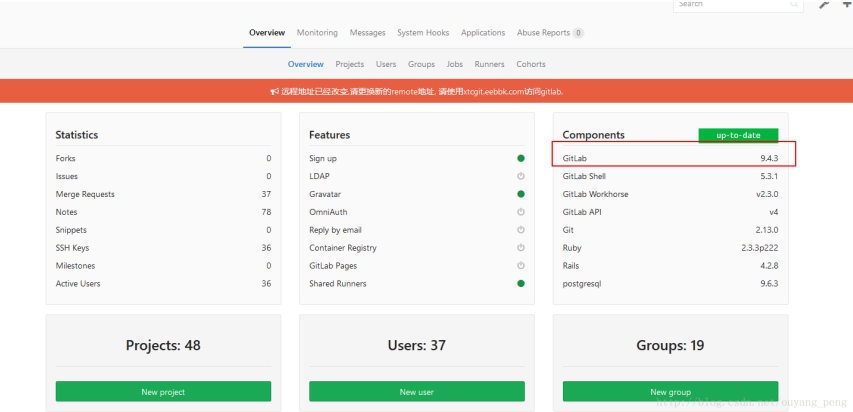 Search
Overview Monitoring Messages System Hooks Applications Abuse Reports 0
Overview Projects Users Groups Jobs Runners Cohorts
远程地址已经改变,请更换新的remote地址. 请使用xtcgit.eebbk.com访问gitlab.
Statistics
Forks 0
Issues 0
Merge Requests 37
Notes 78
Snippets 0
SSH Keys 36
Milestones 0
Active Users 36
Features
Sign up
LDAP
Gravatar
OmniAuth
Reply by email
Container Registry
GitLab Pages
Shared Runners
Components up-to-date
GitLab 9.4.3
GitLab Shell 5.3.1
GitLab Workhorse v2.3.0
GitLab API v4
Git 2.13.0
Ruby 2.3.3p222
Rails 4.2.8
postgresql 9.6.3
Projects: 48
New project
Users: 37
New user
Groups: 19
New group
http://blog.csdn.net/ouyang_peng